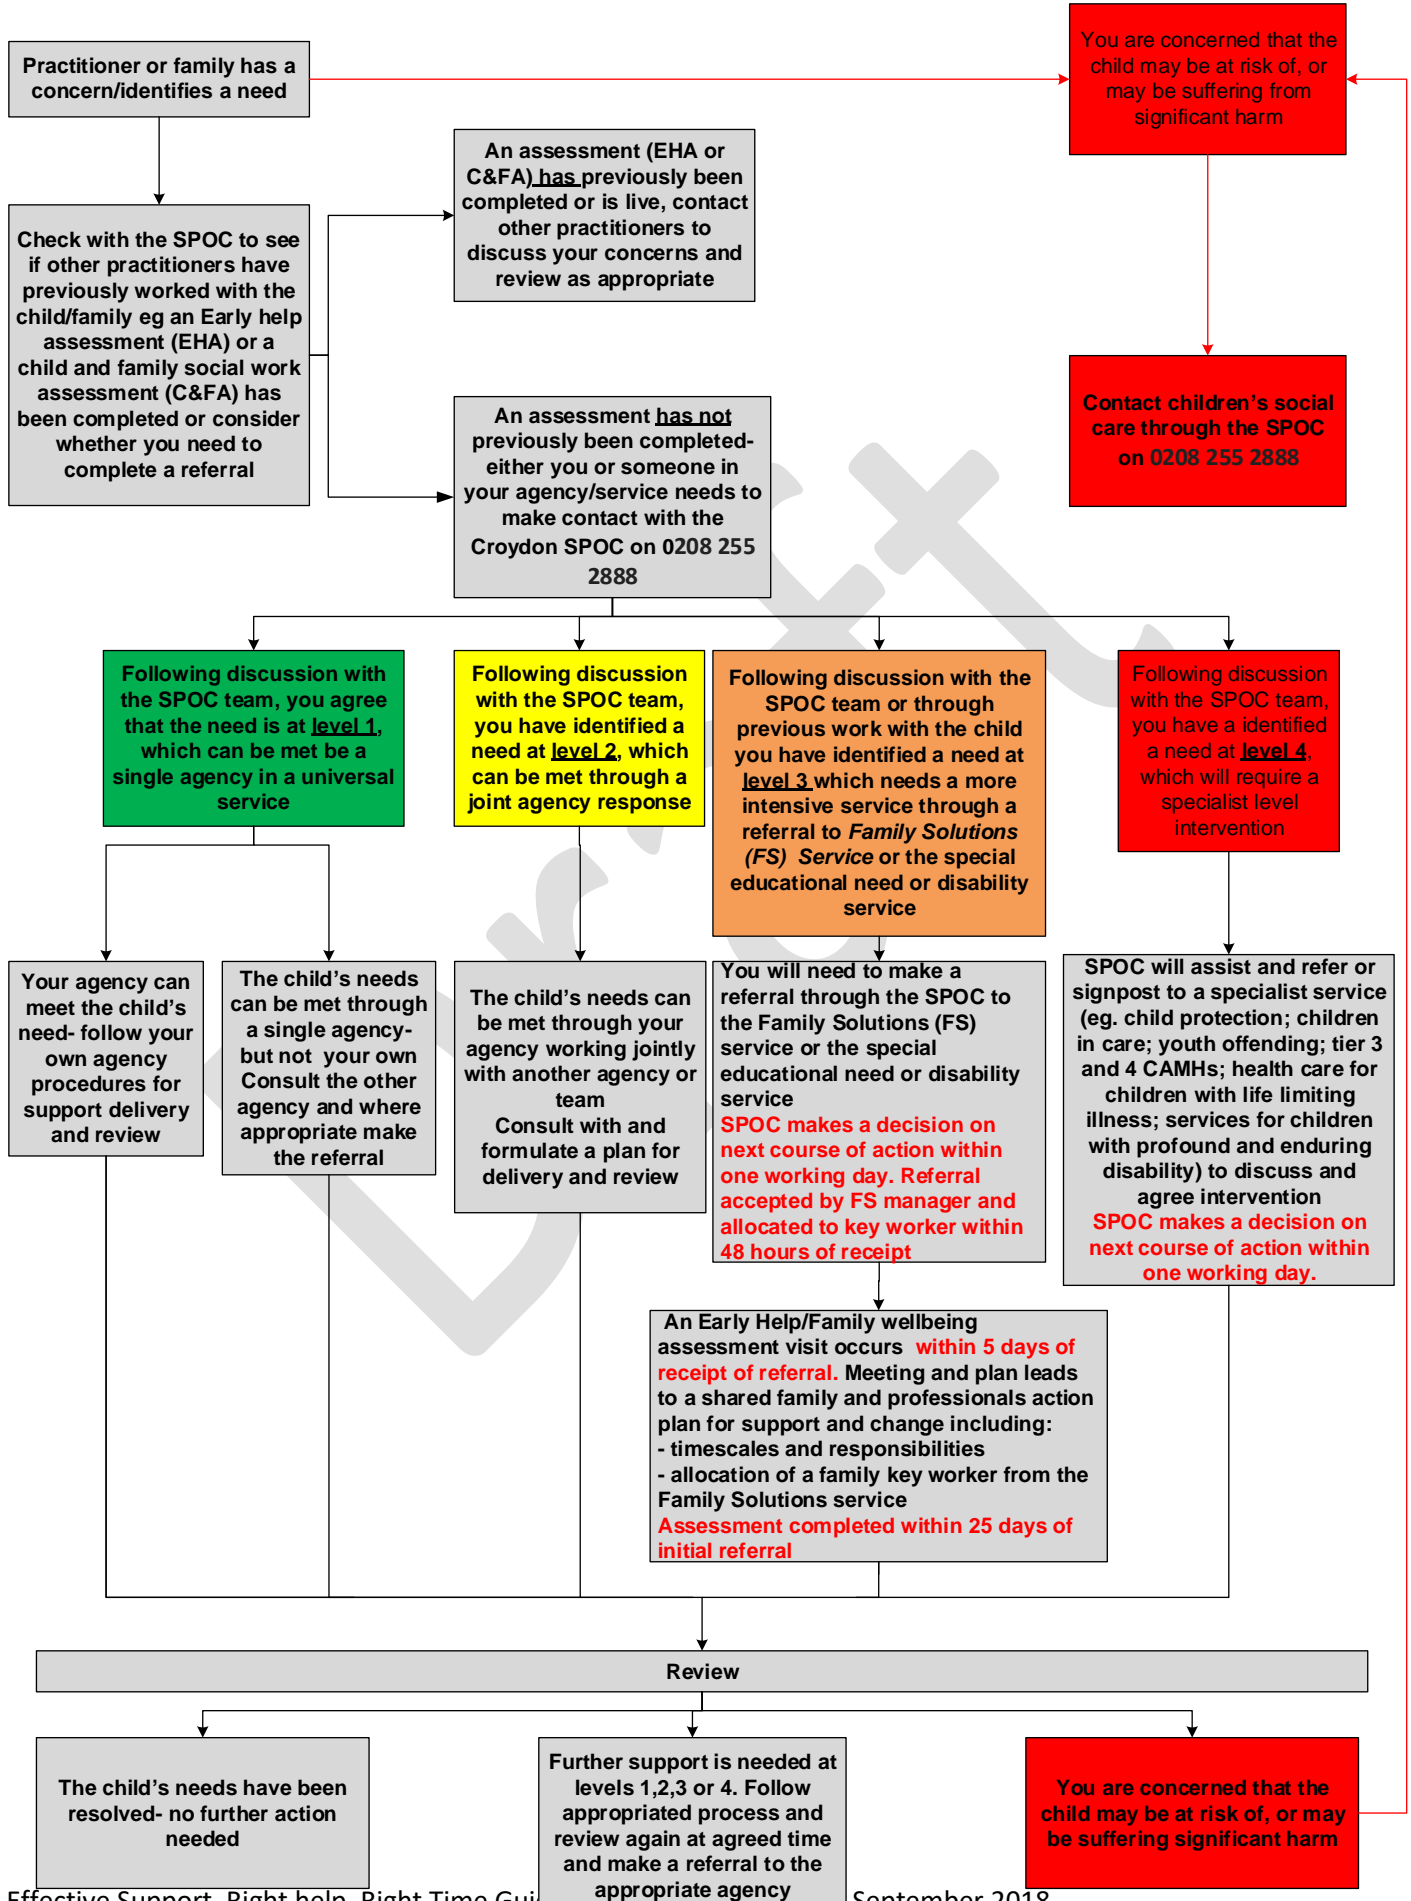 Practitioner or family has a
concern/identifies a need
You are concerned that the
child may be at risk of, or
may be suffering from
significant harm
An assessment (EHA or
C&FA) has previously been
completed or is live, contact
other practitioners to
discuss your concerns and
review as appropriate
Check with the SPOC to see
if other practitioners have
previously worked with the
child/family eg an Early help
assessment (EHA) or a
child and family social work
assessment (C&FA) has
been completed or consider
whether you need to
complete a referral
Contact children's social
care through the SPOC
on 0208 255 2888
An assessment has not
previously been completed-
either you or someone in
your agency/service needs to
make contact with the
Croydon SPOC on 0208 255
2888
Following discussion with
the SPOC team, you agree
that the need is at level 1,
which can be met be a
single agency in a universal
service
Following discussion
with the SPOC team,
you have identified a
need at level 2, which
can be met through a
joint agency response
Following discussion with the
SPOC team or through
previous work with the child
you have identified a need at
level 3 which needs a more
intensive service through a
referral to Family Solutions
(FS) Service or the special
educational need or disability
service
Following discussion
with the SPOC team,
you have a identified
a need at level 4,
which will require a
specialist level
intervention
Your agency can
meet the child's
need- follow your
own agency
procedures for
support delivery
and review
The child's needs
can be met through
a single agency-
but not your own
Consult the other
agency and where
appropriate make
the referral
The child's needs can
be met through your
agency working jointly
with another agency or
team
Consult with and
formulate a plan for
delivery and review
You will need to make a
referral through the SPOC to
the Family Solutions (FS)
service or the special
educational need or disability
service
SPOC makes a decision on
next course of action within
one working day. Referral
accepted by FS manager and
allocated to key worker within
48 hours of receipt
SPOC will assist and refer or
signpost to a specialist service
(eg. child protection; children
in care; youth offending; tier 3
and 4 CAMHs; health care for
children with life limiting
illness; services for children
with profound and enduring
disability) to discuss and
agree intervention
SPOC makes a decision on
next course of action within
one working day.
An Early Help/Family wellbeing
assessment visit occurs within 5 days of
receipt of referral. Meeting and plan leads
to a shared family and professionals action
plan for support and change including:
- timescales and responsibilities
- allocation of a family key worker from the
Family Solutions service
Assessment completed within 25 days of
initial referral
Review
The child's needs have been
resolved- no further action
needed
Further support is needed at
levels 1,2,3 or 4. Follow
appropriated process and
review again at agreed time
and make a referral to the
appropriate agency
You are concerned that the
child may be at risk of, or may
be suffering significant harm
Effective Support, Right help, Right Time September 2018
Draft